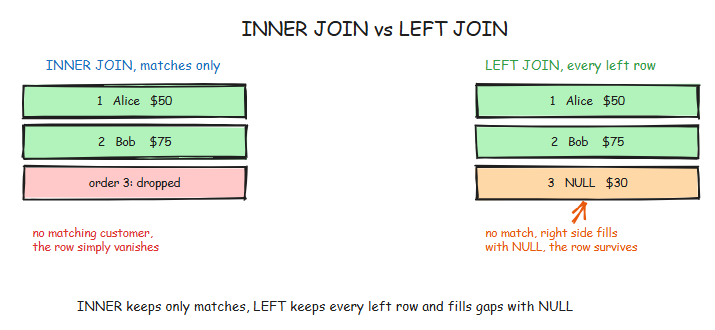 INNER JOIN vs LEFT JOIN
INNER JOIN, matches only
1 Alice $50
2 Bob $75
order 3: dropped
no matching customer,
the row simply vanishes
LEFT JOIN, every left row
1 Alice $50
2 Bob $75
3 NULL $30
no match, right side fills
with NULL, the row survives
INNER keeps only matches, LEFT keeps every left row and fills gaps with NULL